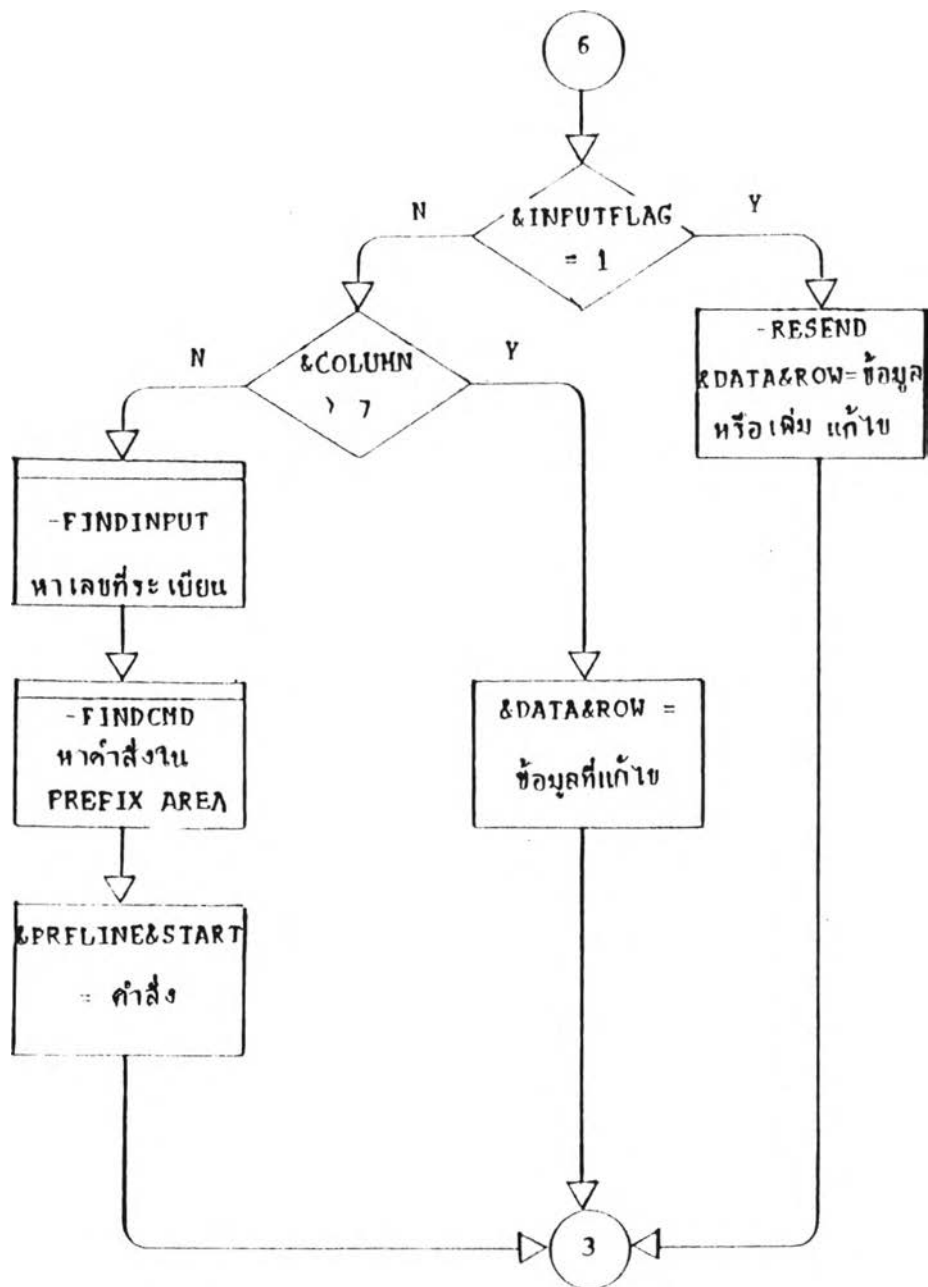 6
&INPUTFLAG
= 1
N
Y
&COLUMN
> 7
N
Y
-RESEND
&DATA&ROW=ข้อมูล
หรือเพิ่ม แก้ไข
-FINDINPUT
หาเลขที่ระเบียน
-FINDCMD
หาคำสั่งใน
PREFIX AREA
&DATA&ROW =
ข้อมูลที่แก้ไข
&PRFLINE&START
= คำสั่ง
3